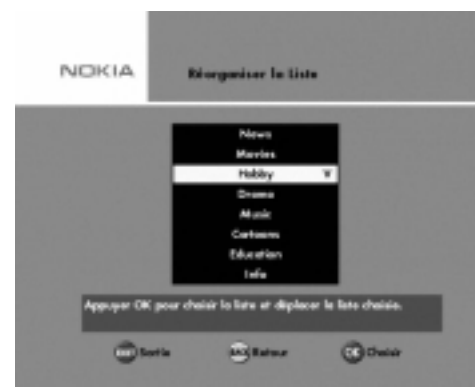 NOKIA
Réorganiser la Liste
News
Movies
Hobby
Drama
Music
Cartoons
Education
Info
Appuyer OK pour choisir la liste et déplacer la liste choisie.
Sortie
BACK Retour
OK Choisir